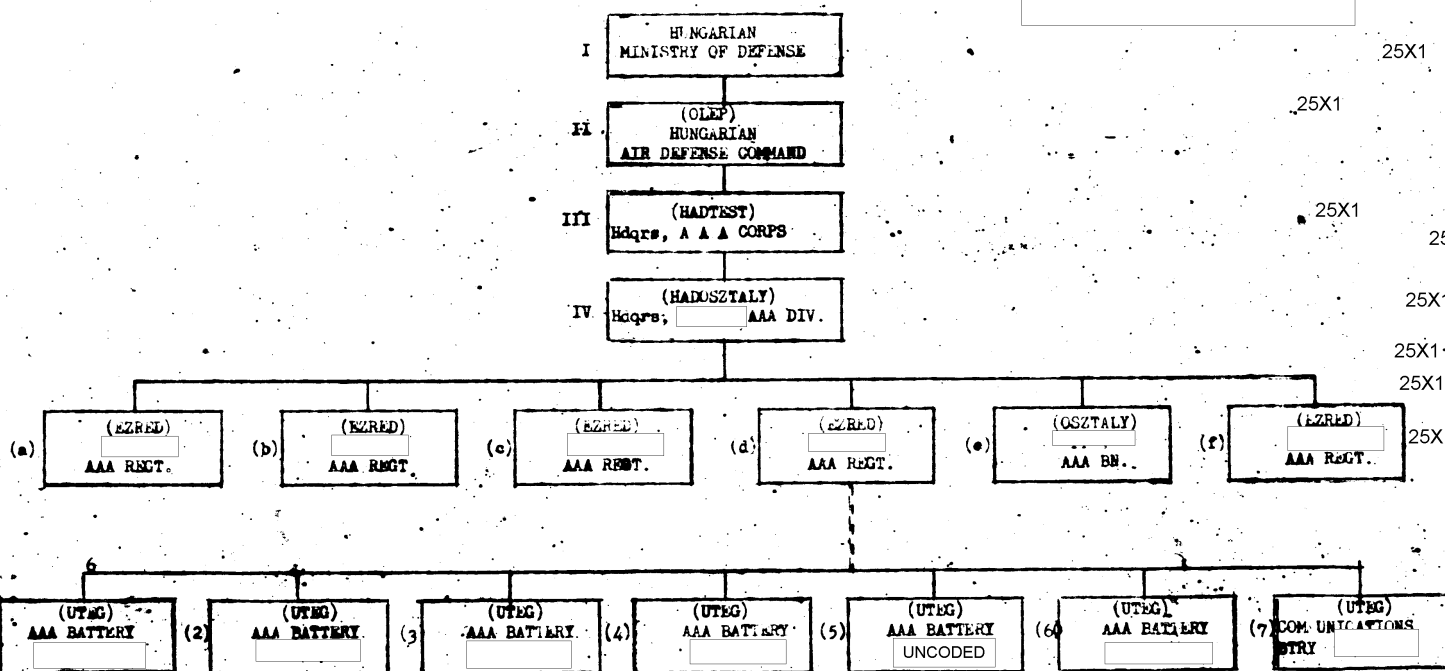 HUNGARIAN
I MINISTRY OF DEFENSE
25X1
(OLEP)
25X1
II HUNGARIAN
AIR DEFENSE COMMAND
(HADTEST)
25X1
III Hdqrs, A A A CORPS
25
(HADOSZTALY)
25X1
IV Hdqrs, AAA DIV.
25X1
25X1
(a) (EZRED)
AAA REGT.
(b) (EZRED)
AAA REGT.
(c) (EZRED)
AAA REGT.
(d) (EZRED)
AAA REGT.
(e) (OSZTALY)
AAA BN.
(f) (EZRED)
AAA REGT.
25X
6
(UTEG)
AAA BATTERY
(2) (UTEG)
AAA BATTERY
(3 (UTEG)
AAA BATTERY
(4) (UTEG)
AAA BATTERY
(5) (UTEG)
AAA BATTERY
UNCODED
(6) (UTEG)
AAA BATTERY
(7) (UTEG)
COMMUNICATIONS
BTRY